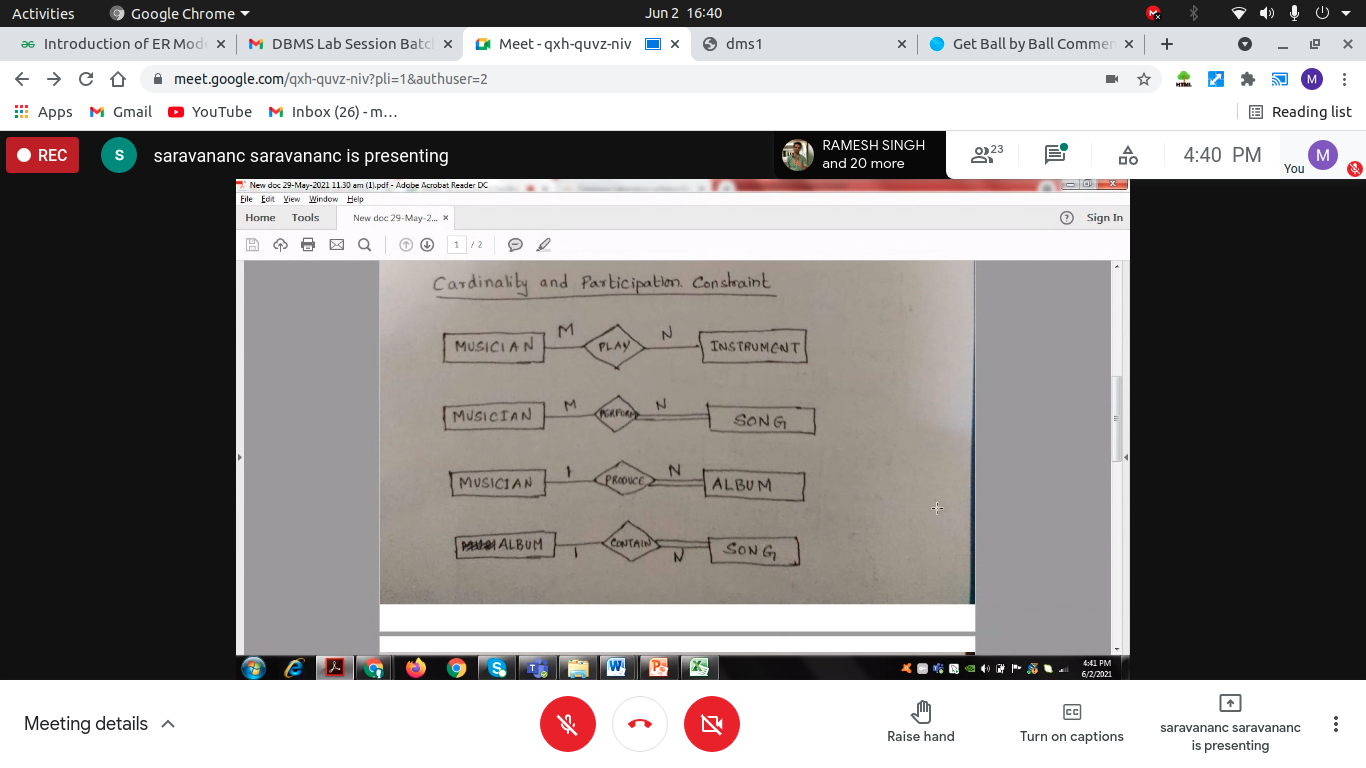 Activities Google Chrome Jun 2 16:40
Introduction of ER Mode DBMS Lab Session Batc Meet - qxh-quvz-niv dms1 Get Ball by Ball Commen
meet.google.com/qxh-quvz-niv?pli=1&authuser=2 M
Apps Gmail YouTube Inbox (26) - m… Reading list
REC S saravananc saravananc is presenting RAMESH SINGH
and 20 more 23 4:40 PM You M
New doc 29-May-2021 11.30 am (1).pdf - Adobe Acrobat Reader DC
File Edit View Window Help
Home Tools New doc 29-May-2... × Sign In
1 / 2
Cardinality and Participation Constraint
MUSICIAN M PLAY N INSTRUMENT
MUSICIAN M PERFORM N SONG
MUSICIAN 1 PRODUCE N ALBUM
ALBUM 1 CONTAIN N SONG
4:41 PM
6/2/2021
Meeting details Raise hand Turn on captions saravananc saravananc
is presenting